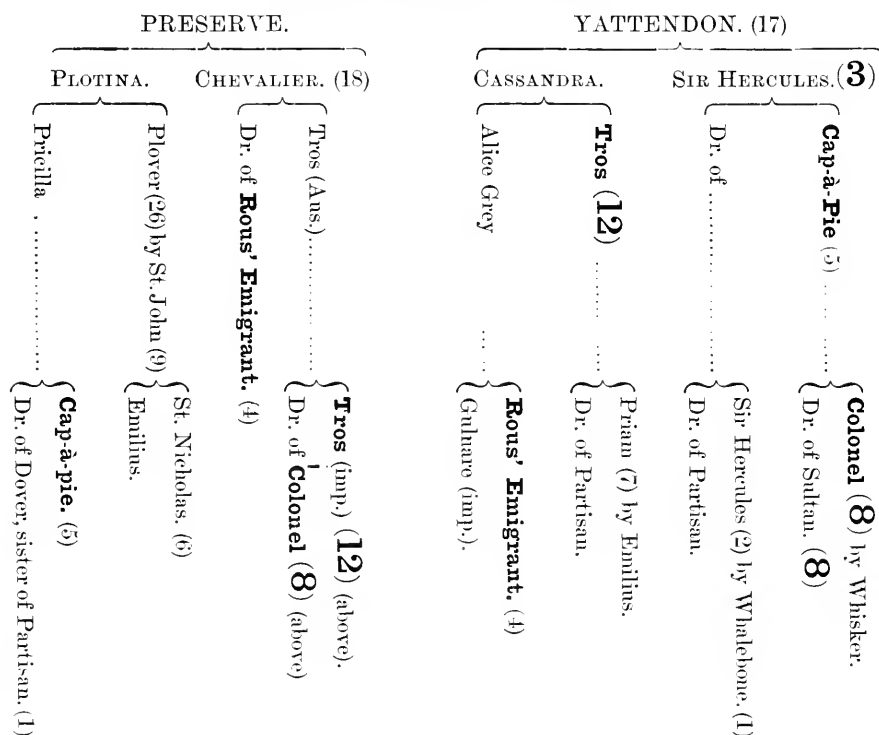 PRESERVE.
YATTENDON. (17)
PLOTINA.
CHEVALIER. (18)
CASSANDRA.
SIR HERCULES. (3)
Cap-à-Pie (5) .. . ......
Colonel (8) by Whisker.
Dr. of Sultan. (8)
Dr. of ....................
Sir Hercules (2) by Whalebone. (1)
Dr. of Partisan.
Tros (12) ....... ......
Priam (7) by Emilius.
Dr. of Partisan.
Alice Grey ... ...
Rous' Emigrant. (4)
Gulnare (imp.).
Tros (Aus.)................
Tros (imp.) (12) (above).
Dr. of Colonel (8) (above)
Dr. of Rous' Emigrant. (4)
Plover (26) by St. John (9)
St. Nicholas. (6)
Emilius.
Pricilla . ..................
Cap-à-pie. (5)
Dr. of Dover, sister of Partisan. (1)